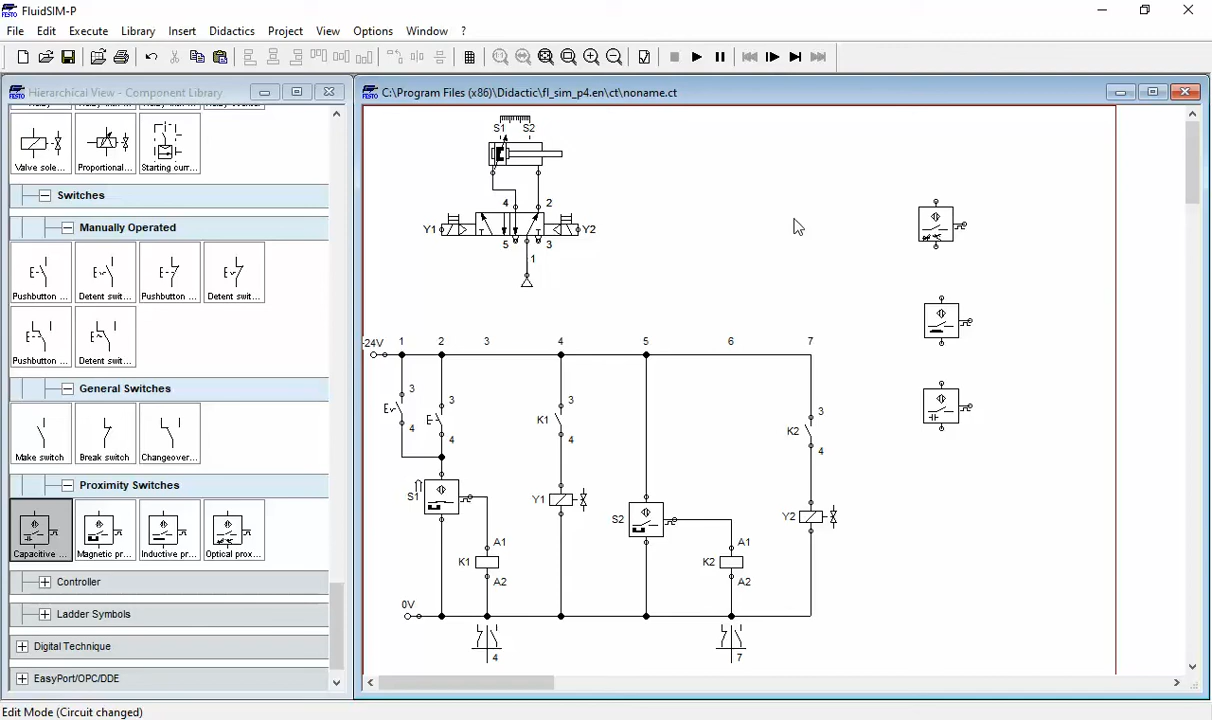 FluidSIM-P
File Edit Execute Library Insert Didactics Project View Options Window ?
Hierarchical View - Component Library
C:\Program Files (x86)\Didactic\fl_sim_p4.en\ct\noname.ct
Valve sole... Proportional... Starting curr...
Switches
Manually Operated
Pushbutton ... Detent swit... Pushbutton ... Detent swit...
Pushbutton ... Detent swit...
General Switches
Make switch Break switch Changeover...
Proximity Switches
Capacitive ... Magnetic pr... Inductive pr... Optical prox...
Controller
Ladder Symbols
Digital Technique
EasyPort/OPC/DDE
S1 S2
4 2
Y1 Y2
5 3
1
-24V 1 2 3 4 5 6 7
3 3 3 3
K1 K2
4 4 4 4
S1 Y1 S2 Y2
A1 A1
K1 K2
A2 A2
0V
4 7
Edit Mode (Circuit changed)